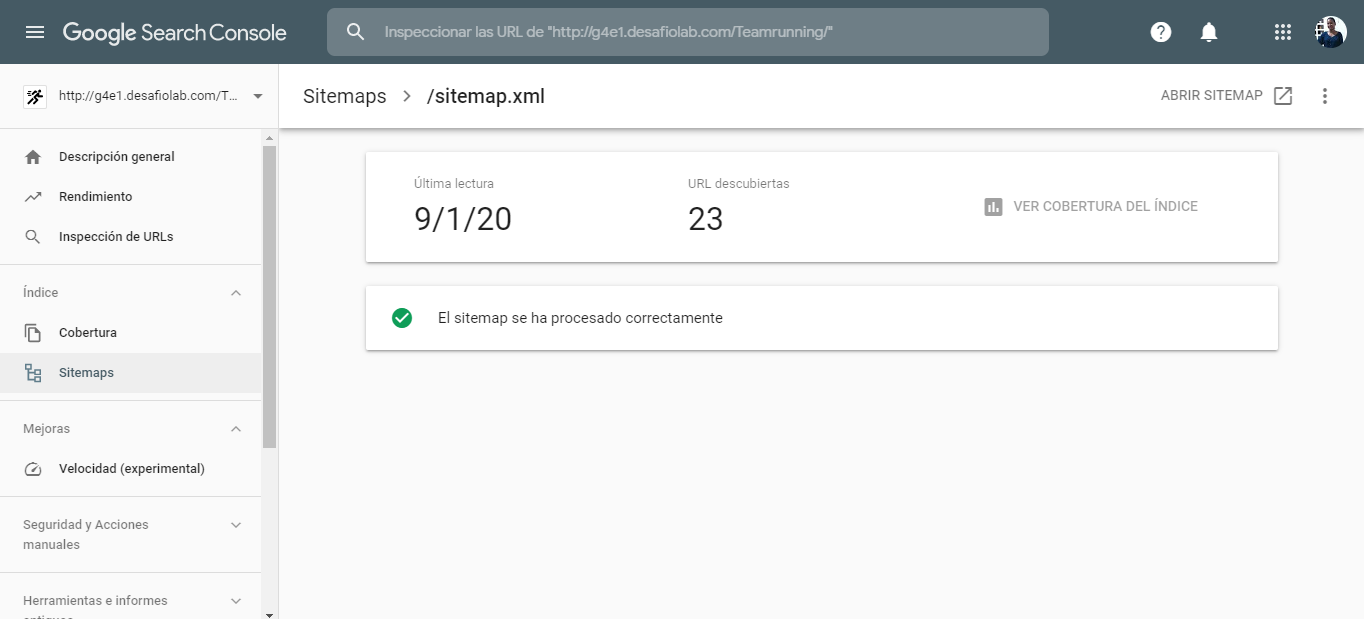 Google Search Console
Inspeccionar las URL de "http://g4e1.desafiolab.com/Teamrunning/"
http://g4e1.desafiolab.com/T...
Sitemaps > /sitemap.xml
ABRIR SITEMAP
Descripción general
Rendimiento
Inspección de URLs
Índice
Cobertura
Sitemaps
Mejoras
Velocidad (experimental)
Seguridad y Acciones
manuales
Herramientas e informes
Última lectura
9/1/20
URL descubiertas
23
VER COBERTURA DEL ÍNDICE
El sitemap se ha procesado correctamente